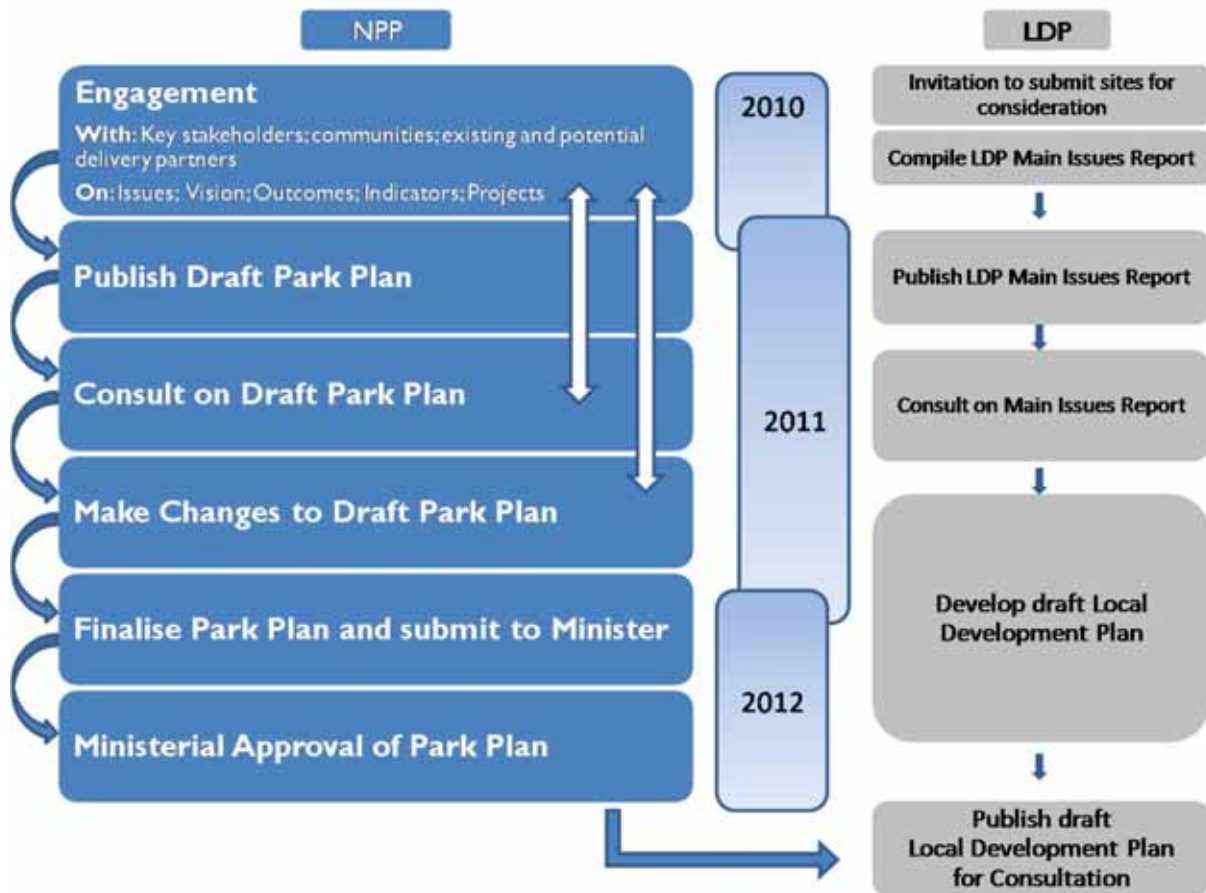 NPP
Engagement
With: Key stakeholders; communities; existing and potential
delivery partners
On: Issues; Vision; Outcomes; Indicators; Projects
Publish Draft Park Plan
Consult on Draft Park Plan
Make Changes to Draft Park Plan
Finalise Park Plan and submit to Minister
Ministerial Approval of Park Plan
2010
2011
2012
LDP
Invitation to submit sites for
consideration
Compile LDP Main Issues Report
Publish LDP Main Issues Report
Consult on Main Issues Report
Develop draft Local
Development Plan
Publish draft
Local Development Plan
for Consultation